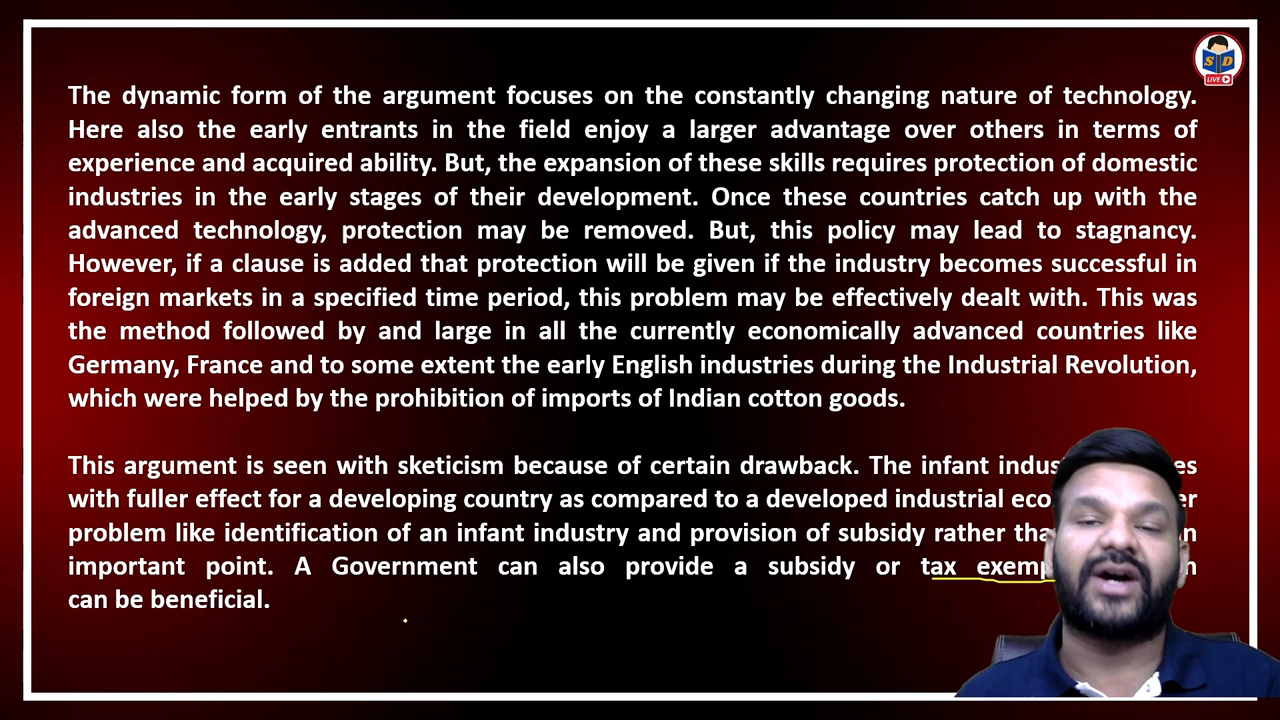 S D
LIVE
The dynamic form of the argument focuses on the constantly changing nature of technology.
Here also the early entrants in the field enjoy a larger advantage over others in terms of
experience and acquired ability. But, the expansion of these skills requires protection of domestic
industries in the early stages of their development. Once these countries catch up with the
advanced technology, protection may be removed. But, this policy may lead to stagnancy.
However, if a clause is added that protection will be given if the industry becomes successful in
foreign markets in a specified time period, this problem may be effectively dealt with. This was
the method followed by and large in all the currently economically advanced countries like
Germany, France and to some extent the early English industries during the Industrial Revolution,
which were helped by the prohibition of imports of Indian cotton goods.
This argument is seen with sketicism because of certain drawback. The infant
with fuller effect for a developing country as compared to a developed industrial
problem like identification of an infant industry and provision of subsidy rather
important point. A Government can also provide a subsidy or tax
can be beneficial.